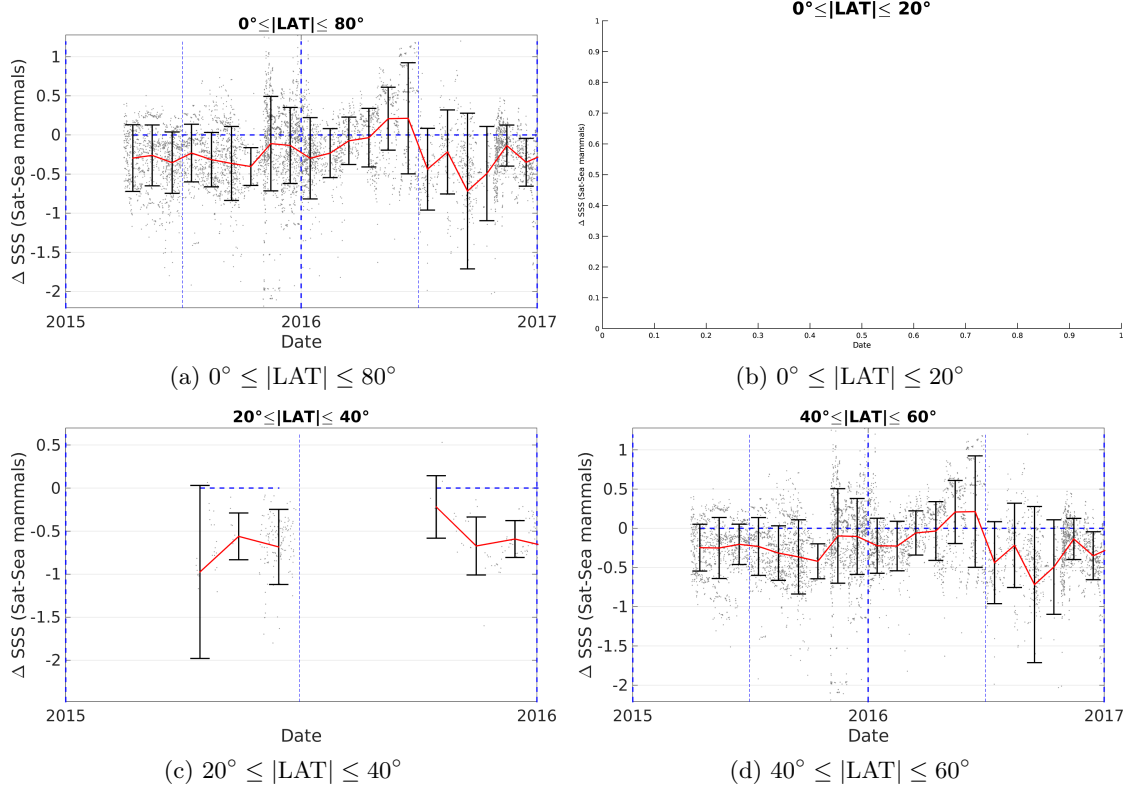 0°≤|LAT|≤ 80°
1
0.5
0
-0.5
-1
-1.5
-2
Δ SSS (Sat-Sea mammals)
2015 2016 2017
Date
(a) 0° ≤ |LAT| ≤ 80°
0°≤|LAT|≤ 20°
1
0.9
0.8
0.7
0.6
0.5
0.4
0.3
0.2
0.1
0
Δ SSS (Sat-Sea mammals)
0 0.1 0.2 0.3 0.4 0.5 0.6 0.7 0.8 0.9 1
Date
(b) 0° ≤ |LAT| ≤ 20°
20°≤|LAT|≤ 40°
0.5
0
-0.5
-1
-1.5
-2
Δ SSS (Sat-Sea mammals)
2015 2016
Date
(c) 20° ≤ |LAT| ≤ 40°
40°≤|LAT|≤ 60°
1
0.5
0
-0.5
-1
-1.5
-2
Δ SSS (Sat-Sea mammals)
2015 2016 2017
Date
(d) 40° ≤ |LAT| ≤ 60°